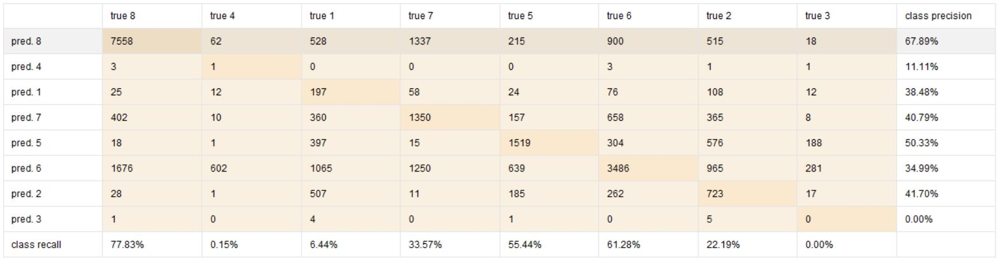 true 8 true 4 true 1 true 7 true 5 true 6 true 2 true 3 class precision
pred. 8 7558 62 528 1337 215 900 515 18 67.89%
pred. 4 3 1 0 0 0 3 1 1 11.11%
pred. 1 25 12 197 58 24 76 108 12 38.48%
pred. 7 402 10 360 1350 157 658 365 8 40.79%
pred. 5 18 1 397 15 1519 304 576 188 50.33%
pred. 6 1676 602 1065 1250 639 3486 965 281 34.99%
pred. 2 28 1 507 11 185 262 723 17 41.70%
pred. 3 1 0 4 0 1 0 5 0 0.00%
class recall 77.83% 0.15% 6.44% 33.57% 55.44% 61.28% 22.19% 0.00%